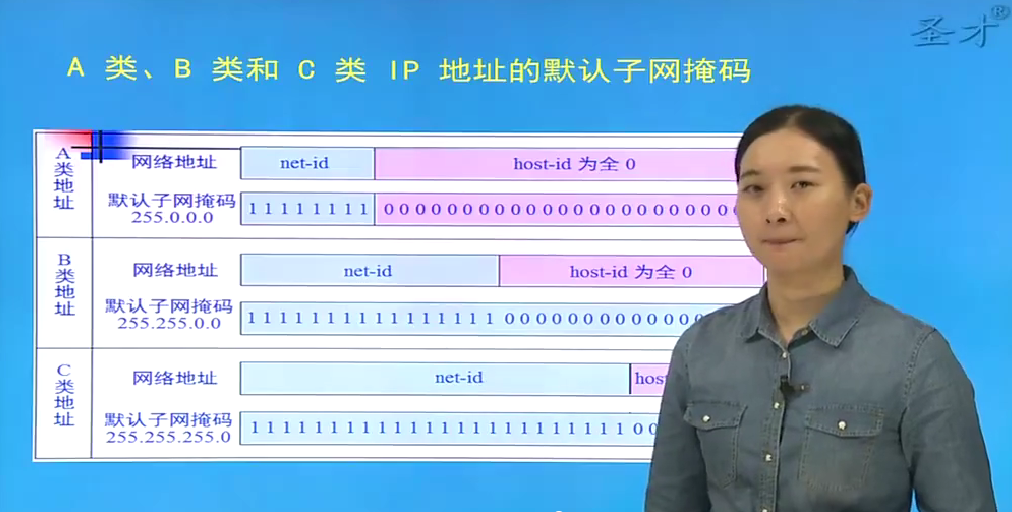 圣才®
A 类、B 类和 C 类 IP 地址的默认子网掩码
A类地址
网络地址 net-id host-id 为全 0
默认子网掩码 1 1 1 1 1 1 1 1 0 0 0 0 0 0 0 0 0 0 0 0 0 0 0 0 0 0 0 0 0 0
255.0.0.0
B类地址
网络地址 net-id host-id 为全 0
默认子网掩码 1 1 1 1 1 1 1 1 1 1 1 1 1 1 1 1 0 0 0 0 0 0 0 0 0 0 0 0 0
255.255.0.0
C类地址
网络地址 net-id
默认子网掩码 1 1 1 1 1 1 1 1 1 1 1 1 1 1 1 1 1 1 1 1 1 1 1 1 0 0
255.255.255.0